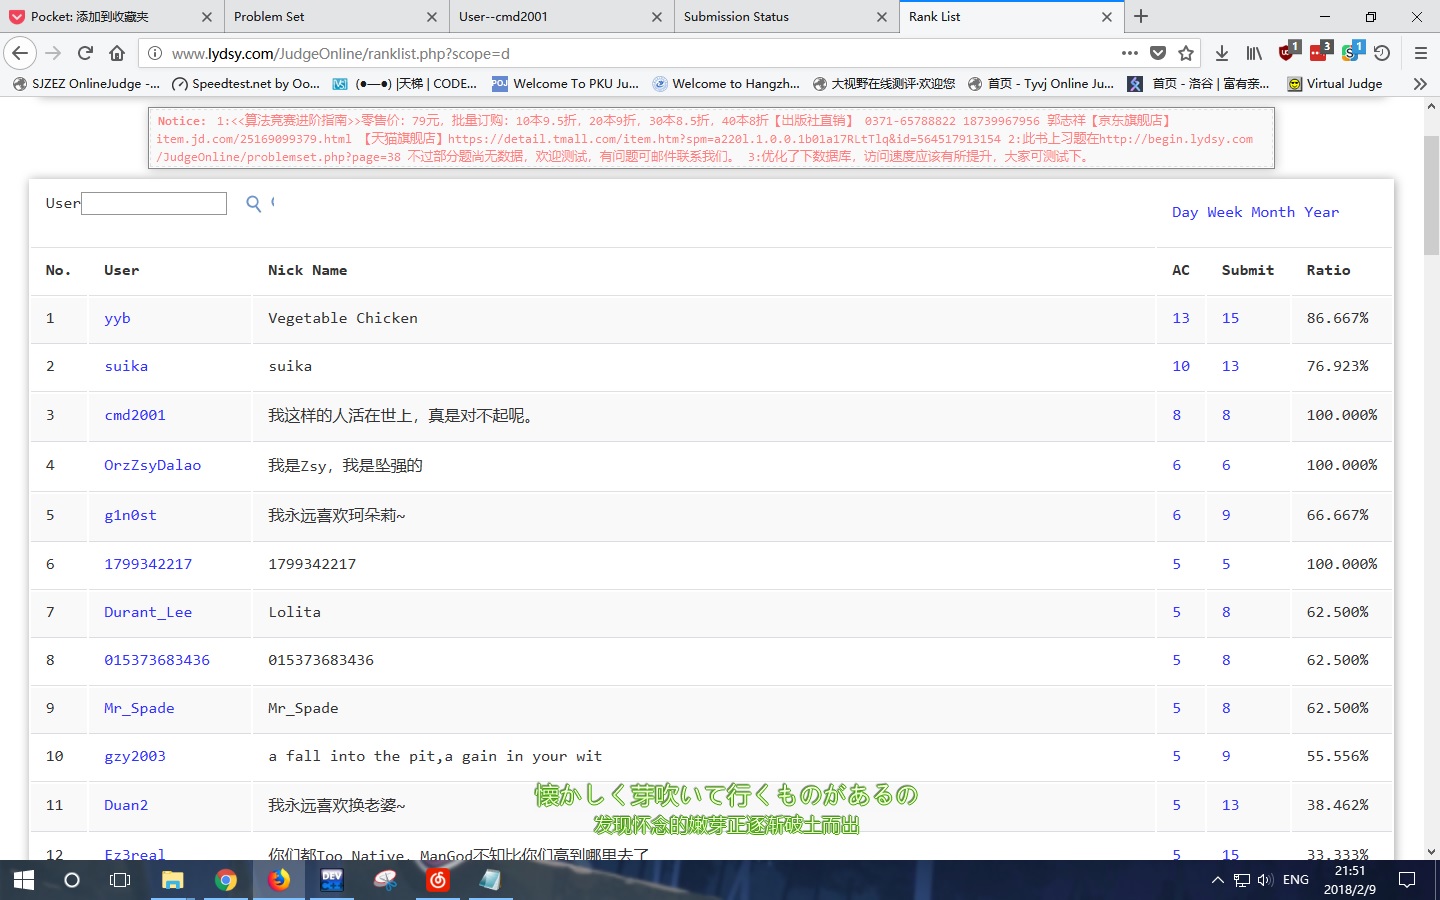 Pocket: 添加到收藏夹 Problem Set User--cmd2001 Submission Status Rank List
www.lydsy.com/JudgeOnline/ranklist.php?scope=d
SJZEZ OnlineJudge -... Speedtest.net by Oo... (●—●) |天梯 | CODE... Welcome To PKU Ju... Welcome to Hangzh... 大视野在线测评·欢迎您 首页 - Tyvj Online Ju... 首页 - 洛谷 | 富有亲... Virtual Judge
Notice: 1:<<算法竞赛进阶指南>>零售价: 79元, 批量订购: 10本9.5折, 20本9折, 30本8.5折, 40本8折【出版社直销】 0371-65788822 18739967956 郭志祥【京东旗舰店】
item.jd.com/25169099379.html 【天猫旗舰店】https://detail.tmall.com/item.htm?spm=a220l.1.0.0.1b01a17RLtTlq&id=564517913154 2:此书上习题在http://begin.lydsy.com
/JudgeOnline/problemset.php?page=38 不过部分题尚无数据, 欢迎测试, 有问题可邮件联系我们。 3:优化了下数据库, 访问速度应该有所提升, 大家可测试下。
User
Day Week Month Year
No. User Nick Name AC Submit Ratio
1 yyb Vegetable Chicken 13 15 86.667%
2 suika suika 10 13 76.923%
3 cmd2001 我这样的人活在世上, 真是对不起呢。 8 8 100.000%
4 OrzZsyDalao 我是Zsy, 我是坠强的 6 6 100.000%
5 g1n0st 我永远喜欢珂朵莉~ 6 9 66.667%
6 1799342217 1799342217 5 5 100.000%
7 Durant_Lee Lolita 5 8 62.500%
8 015373683436 015373683436 5 8 62.500%
9 Mr_Spade Mr_Spade 5 8 62.500%
10 gzy2003 a fall into the pit,a gain in your wit 5 9 55.556%
11 Duan2 我永远喜欢换老婆~ 5 13 38.462%
懐かしく芽吹いて行くものがあるの
发现怀念的嫩芽正逐渐破土而出
12 Ez3real 你们都Too Native, ManGod不知比你们高到哪里去了 5 15 33.333%
ENG
21:51
2018/2/9